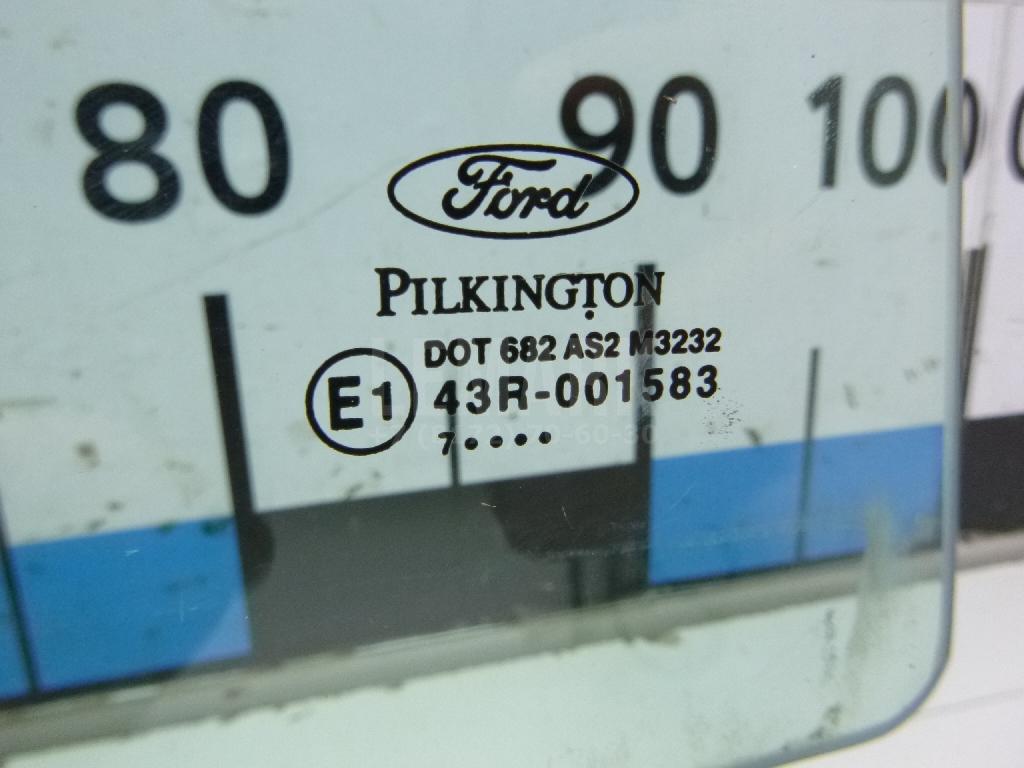 80 90 100
Ford
PILKINGTON
DOT 682 AS2 M3232
E1 43R-001583
7••••